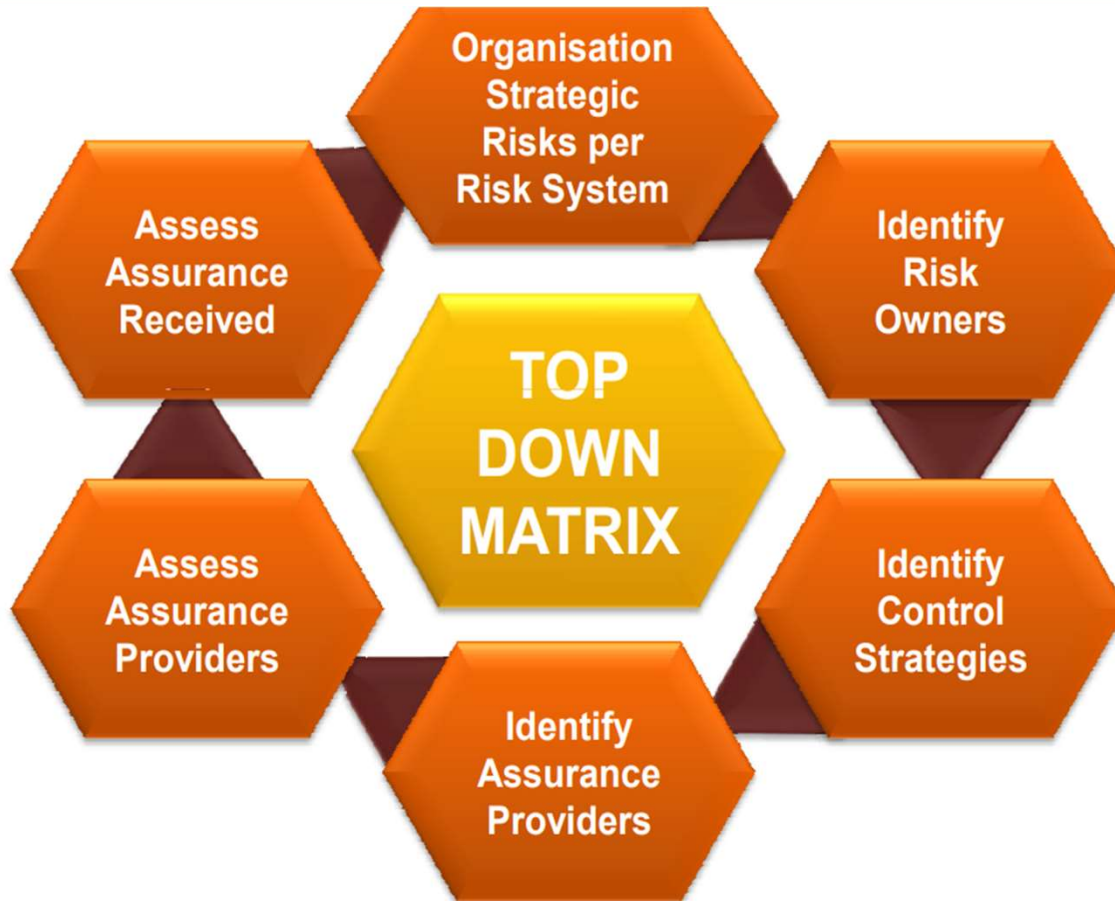 Organisation
Strategic
Risks per
Risk System
Identify
Risk
Owners
Identify
Control
Strategies
Identify
Assurance
Providers
Assess
Assurance
Providers
Assess
Assurance
Received
TOP
DOWN
MATRIX